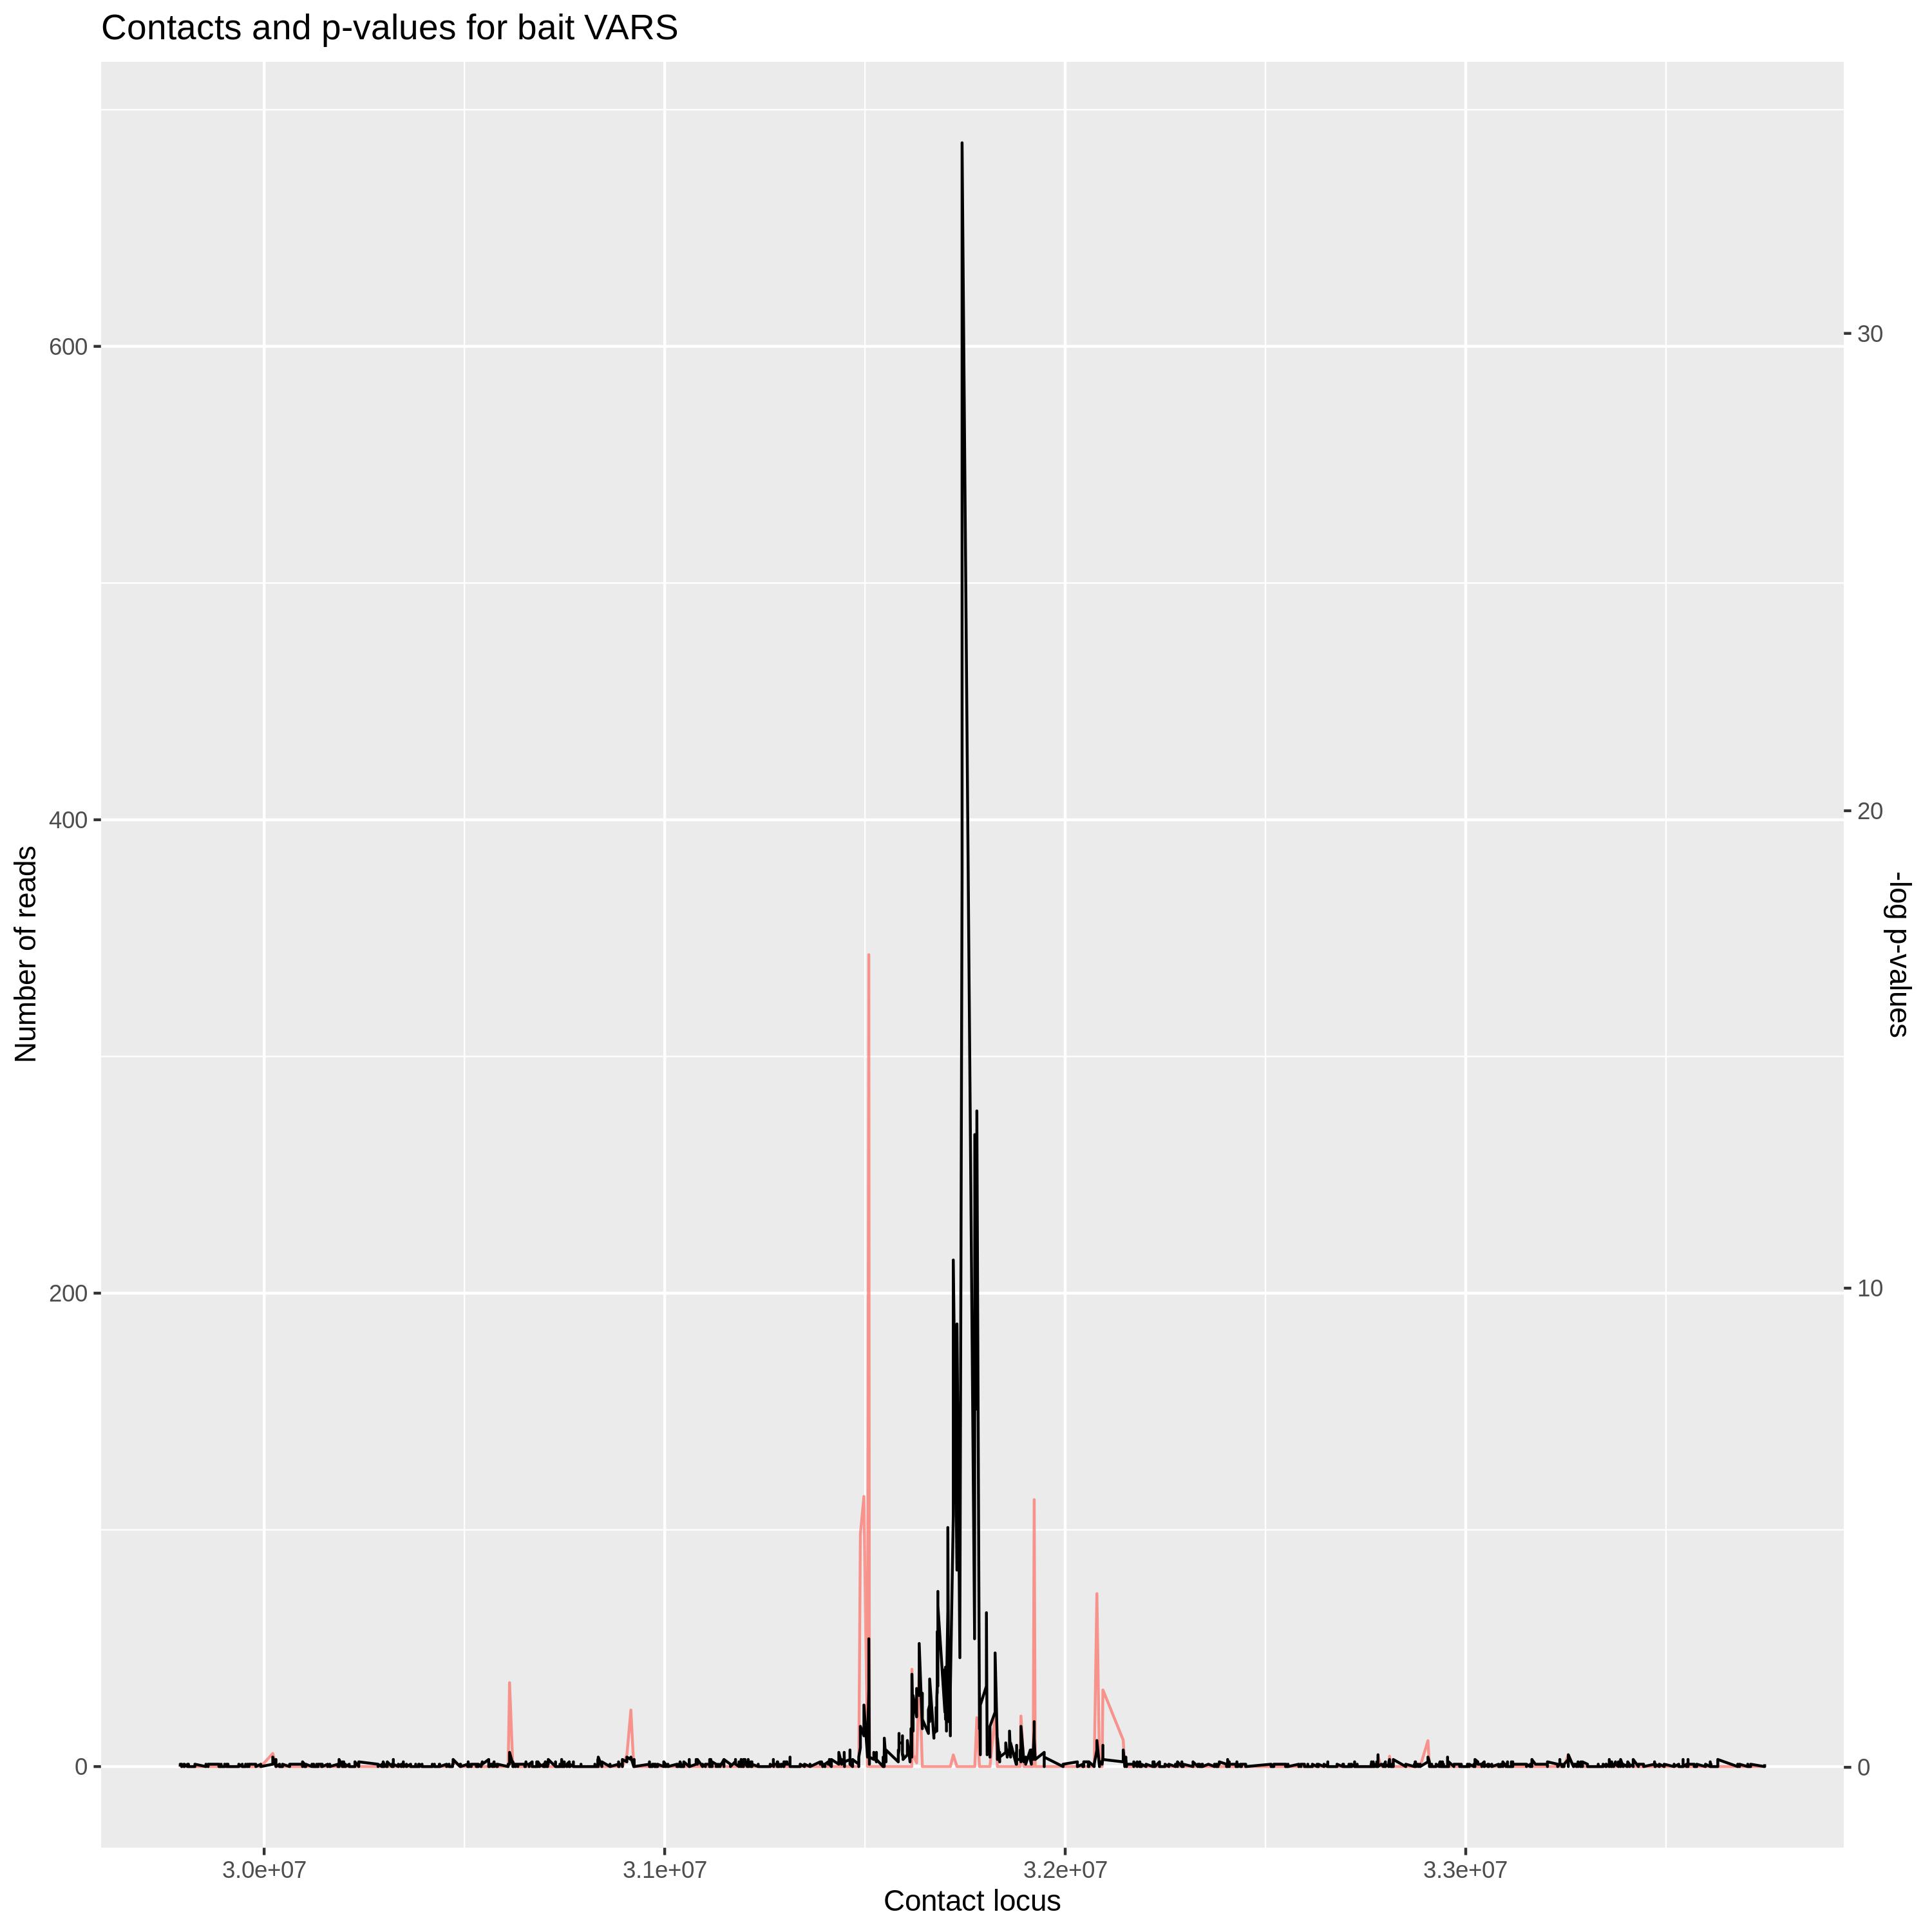 Contacts and p-values for bait VARS
Number of reads
600
400
200
0
30
20
10
0
-log p-values
3.0e+07
3.1e+07
3.2e+07
3.3e+07
Contact locus